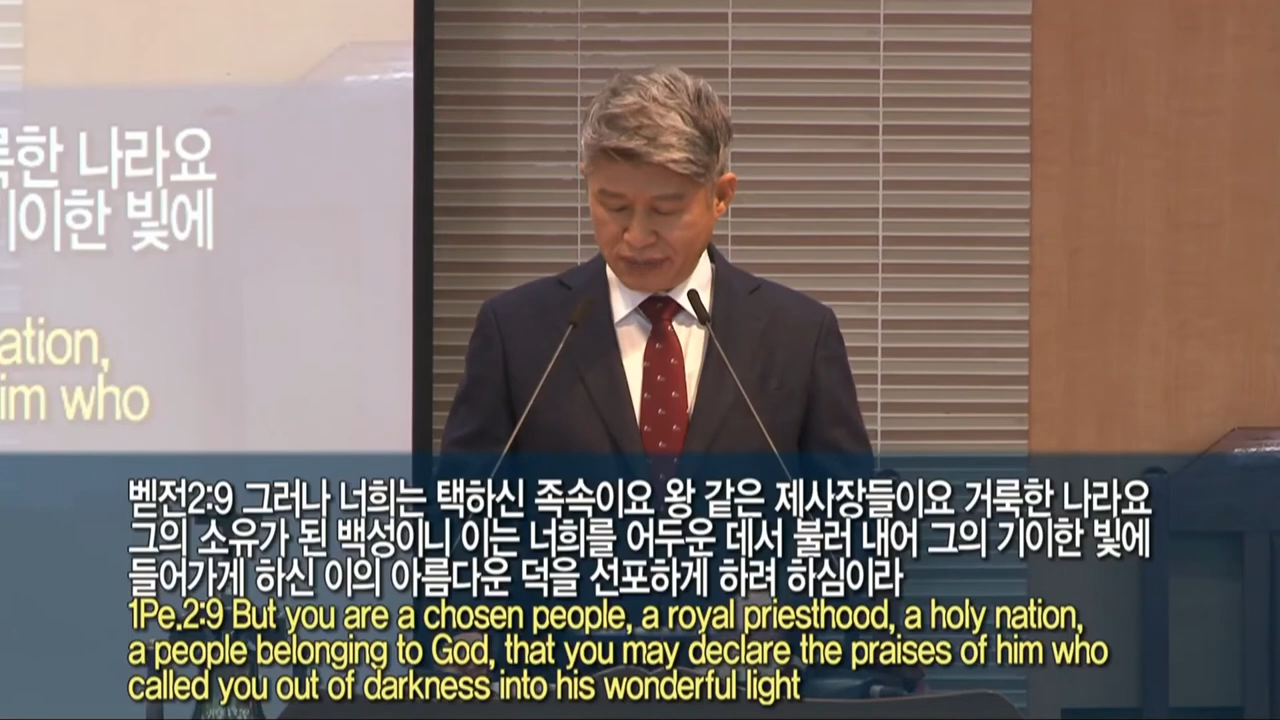 룩한 나라요
기이한 빛에
ation,
im who
벧전2:9 그러나 너희는 택하신 족속이요 왕 같은 제사장들이요 거룩한 나라요
그의 소유가 된 백성이니 이는 너희를 어두운 데서 불러 내어 그의 기이한 빛에
들어가게 하신 이의 아름다운 덕을 선포하게 하려 하심이라
1Pe.2:9 But you are a chosen people, a royal priesthood, a holy nation,
a people belonging to God, that you may declare the praises of him who
called you out of darkness into his wonderful light